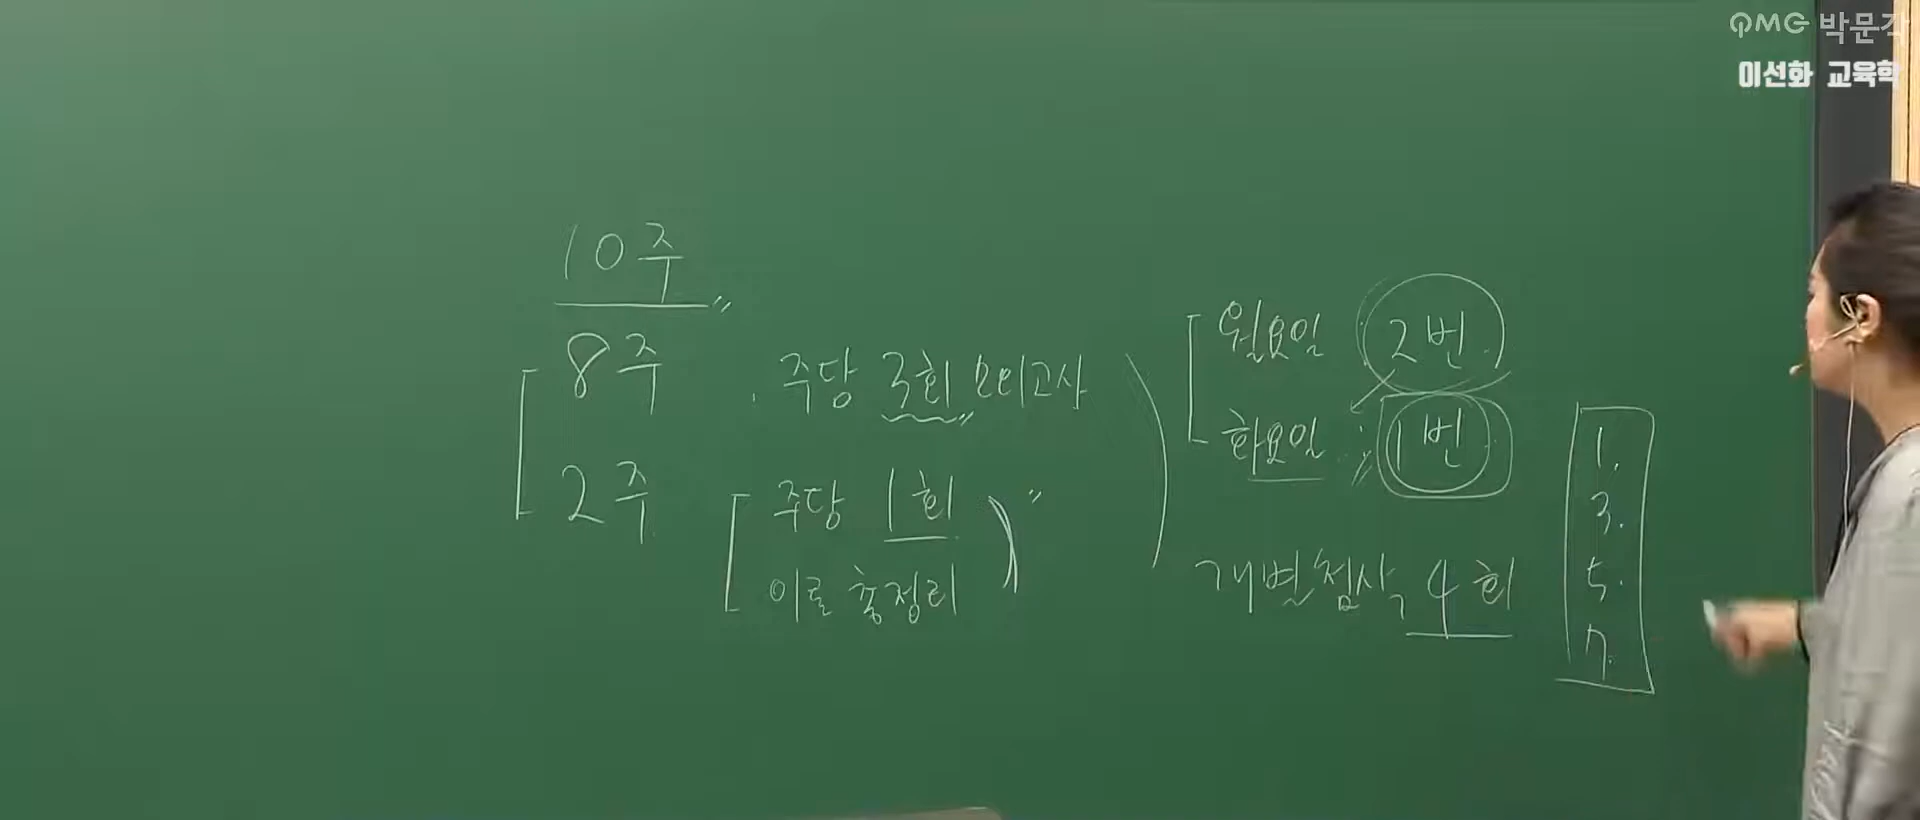 PMG 박문각
이선화 교육학
10주
8주 . 주당 3회 모의고사
2주 주당 1회
이론 총정리
월요일 2번.
화요일 : 1번
개별첨삭 4회
1.
3.
5.
7.